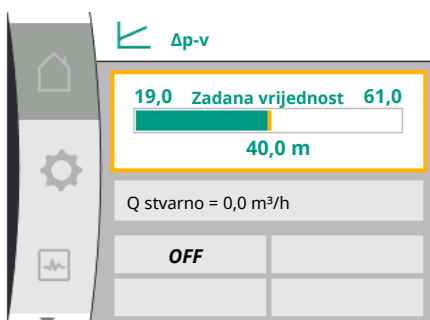 Δp-v
19,0 Zadana vrijednost 61,0
40,0 m
Q stvarno = 0,0 m³/h
OFF